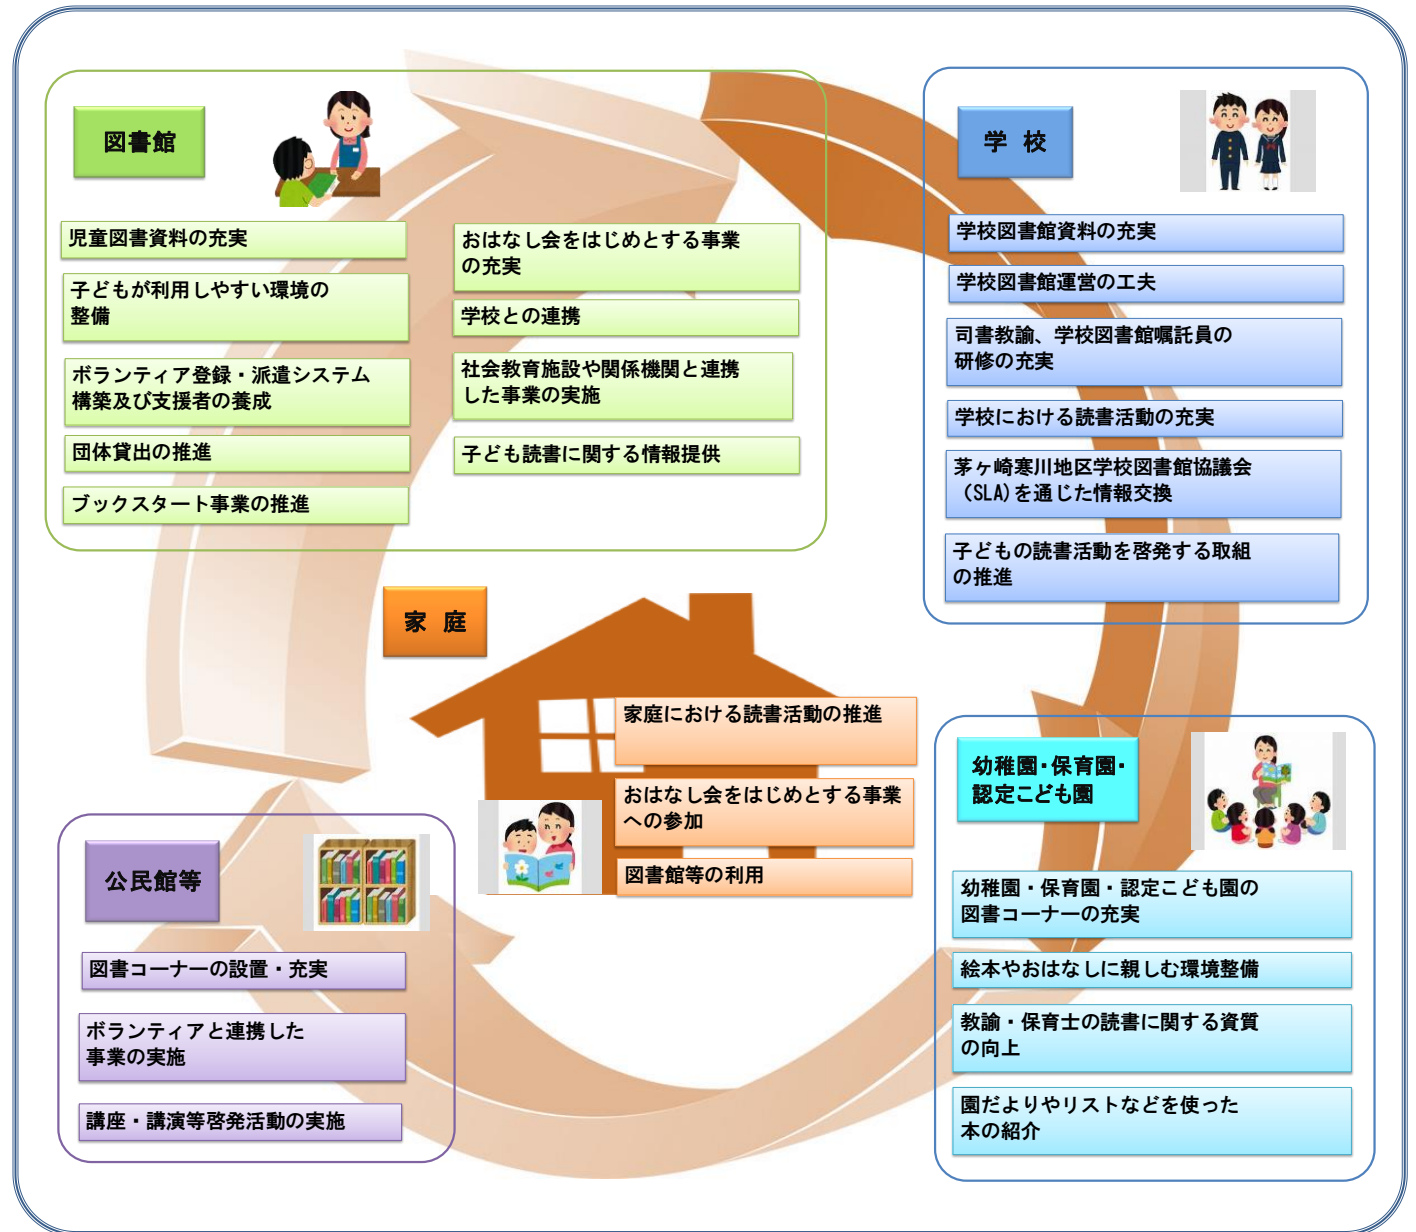 図書館
児童図書資料の充実
子どもが利用しやすい環境の
整備
ボランティア登録・派遣システム
構築及び支援者の養成
団体貸出の推進
ブックスタート事業の推進
おはなし会をはじめとする事業
の充実
学校との連携
社会教育施設や関係機関と連携
した事業の実施
子ども読書に関する情報提供
学校
学校図書館資料の充実
学校図書館運営の工夫
司書教諭、学校図書館嘱託員の
研修の充実
学校における読書活動の充実
茅ヶ崎寒川地区学校図書館協議会
(SLA)を通じた情報交換
子どもの読書活動を啓発する取組
の推進
家庭
家庭における読書活動の推進
おはなし会をはじめとする事業
への参加
図書館等の利用
幼稚園・保育園・
認定こども園
幼稚園・保育園・認定こども園の
図書コーナーの充実
絵本やおはなしに親しむ環境整備
教諭・保育士の読書に関する資質
の向上
園だよりやリストなどを使った
本の紹介
公民館等
図書コーナーの設置・充実
ボランティアと連携した
事業の実施
講座・講演等啓発活動の実施